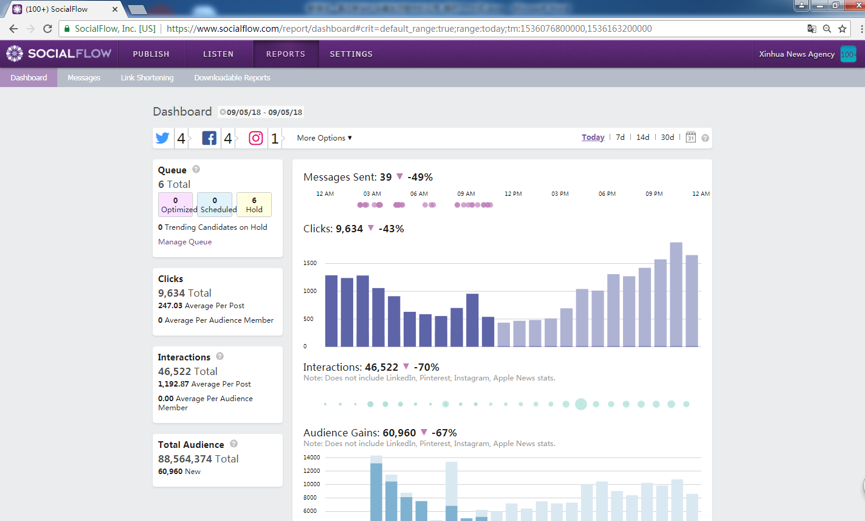 (100+) SocialFlow
SocialFlow, Inc. [US] | https://www.socialflow.com/report/dashboard#crit=default_range:true;range:today;tm:1536076800000,1536163200000
SOCIALFLOW PUBLISH LISTEN REPORTS SETTINGS Xinhua News Agency 100+
Dashboard Messages Link Shortening Downloadable Reports
Dashboard 09/05/18 - 09/05/18
4 4 1 More Options ▾ Today | 7d | 14d | 30d | 31 ?
Queue ?
6 Total
0 Optimized
0 Scheduled
6 Hold
0 Trending Candidates on Hold
Manage Queue
Clicks
9,634 Total
247.03 Average Per Post
0 Average Per Audience Member
Interactions ?
46,522 Total
1,192.87 Average Per Post
0.00 Average Per Audience
Member
Total Audience ?
88,564,374 Total
60,960 New
Messages Sent: 39 ▼ -49%
12 AM 03 AM 06 AM 09 AM 12 PM 03 PM 06 PM 09 PM 12 AM
Clicks: 9,634 ▼ -43%
1500
1000
500
0
Interactions: 46,522 ▼ -70%
Note: Does not include LinkedIn, Pinterest, Instagram, Apple News stats.
Audience Gains: 60,960 ▼ -67%
Note: Does not include LinkedIn, Pinterest, Instagram, Apple News stats.
14000
12000
10000
8000
6000